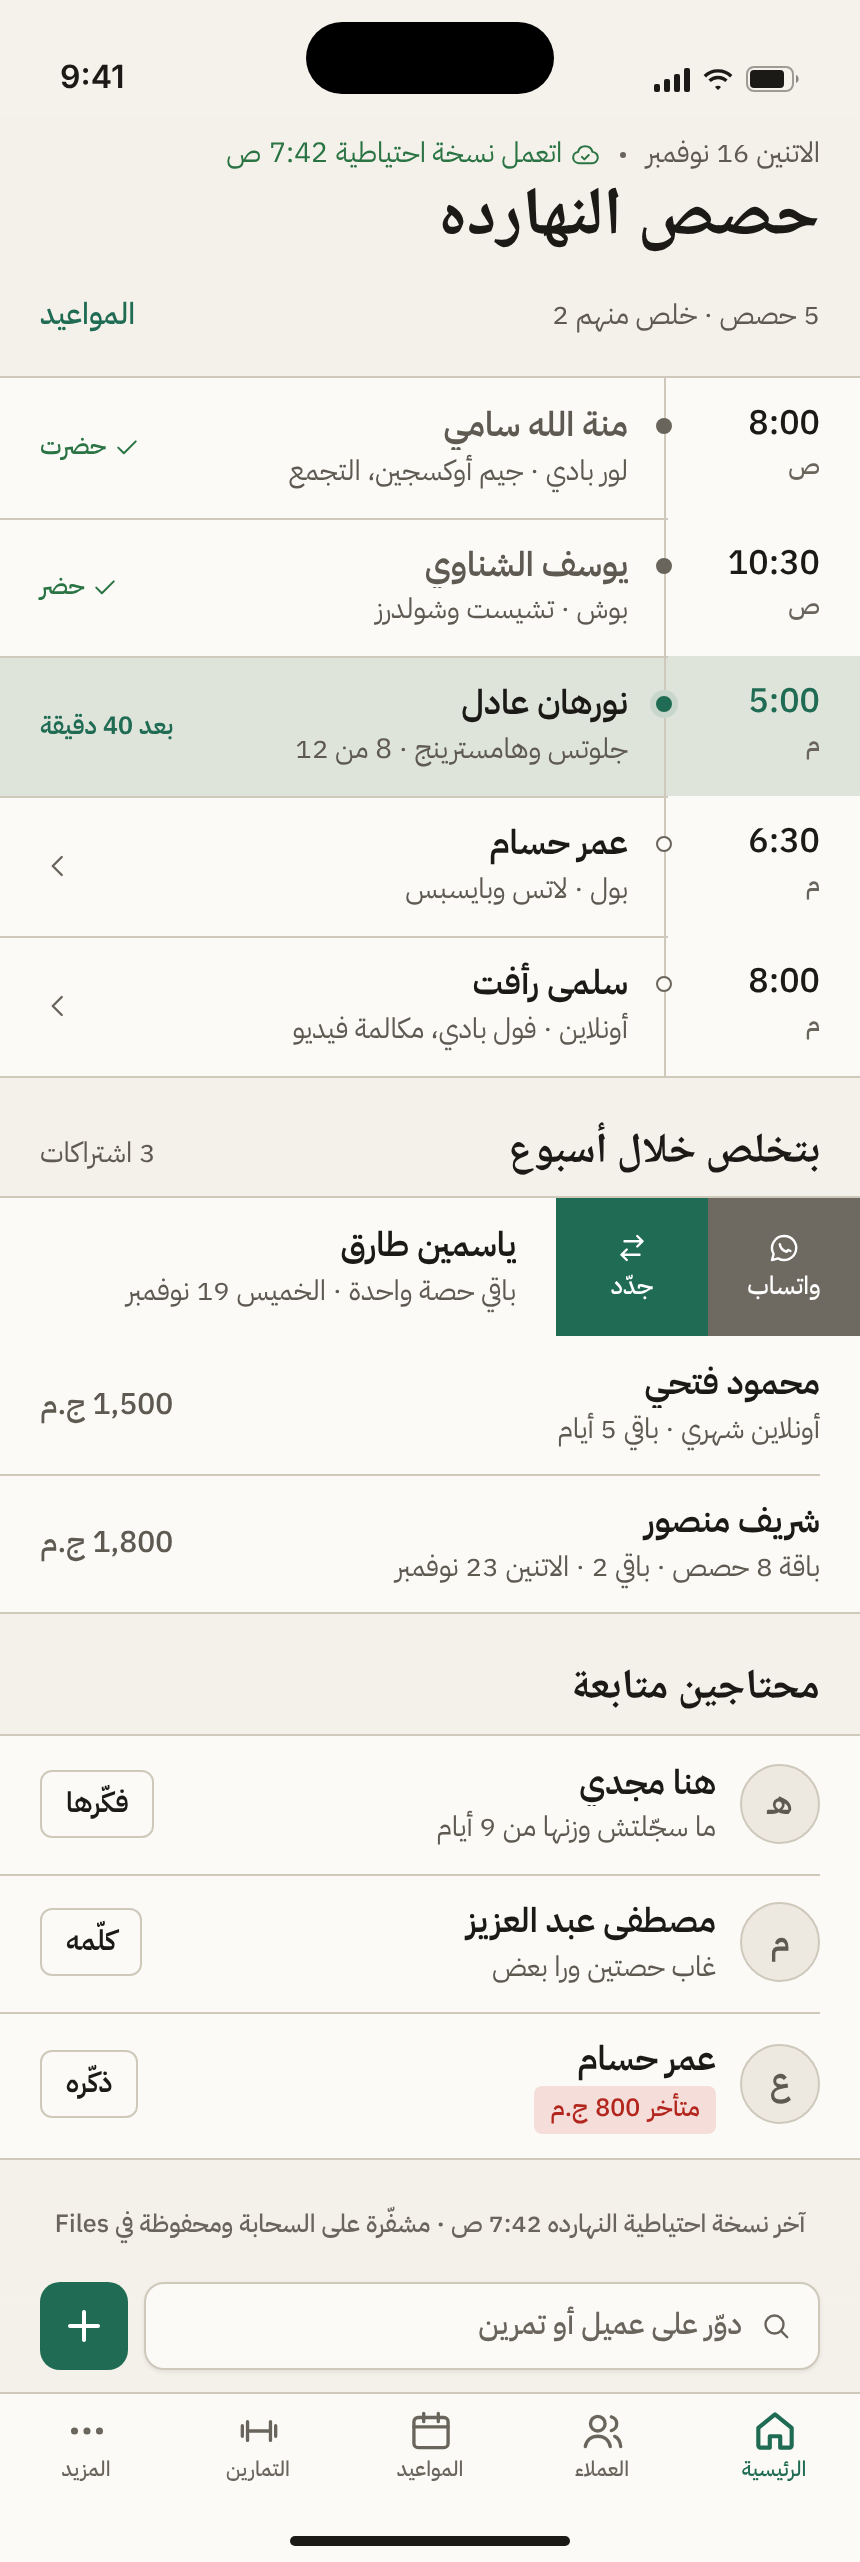 9:41
الاتنين 16 نوفمبر • اتعمل نسخة احتياطية 7:42 ص
حصص النهارده
5 حصص · خلص منهم 2
المواعيد
8:00 ص
منة الله سامي
لور بادي · جيم أوكسجين، التجمع
حضرت
10:30 ص
يوسف الشناوي
بوش · تشيست وشولدرز
حضر
5:00 م
نورهان عادل
جلوتس وهامسترينج · 8 من 12
بعد 40 دقيقة
6:30 م
عمر حسام
بول · لاتس وبايسبس
8:00 م
سلمى رأفت
أونلاين · فول بادي، مكالمة فيديو
بتخلص خلال أسبوع
3 اشتراكات
واتساب
جدّد
ياسمين طارق
باقي حصة واحدة · الخميس 19 نوفمبر
محمود فتحي
أونلاين شهري · باقي 5 أيام
1,500 ج.م
شريف منصور
باقة 8 حصص · باقي 2 · الاتنين 23 نوفمبر
1,800 ج.م
محتاجين متابعة
هـ
هنا مجدي
ما سجّلتش وزنها من 9 أيام
فكّرها
م
مصطفى عبد العزيز
غاب حصتين ورا بعض
كلّمه
ع
عمر حسام
متأخر 800 ج.م
ذكّره
آخر نسخة احتياطية النهارده 7:42 ص · مشفّرة على السحابة ومحفوظة في Files
دوّر على عميل أو تمرين
الرئيسية
العملاء
المواعيد
التمارين
المزيد